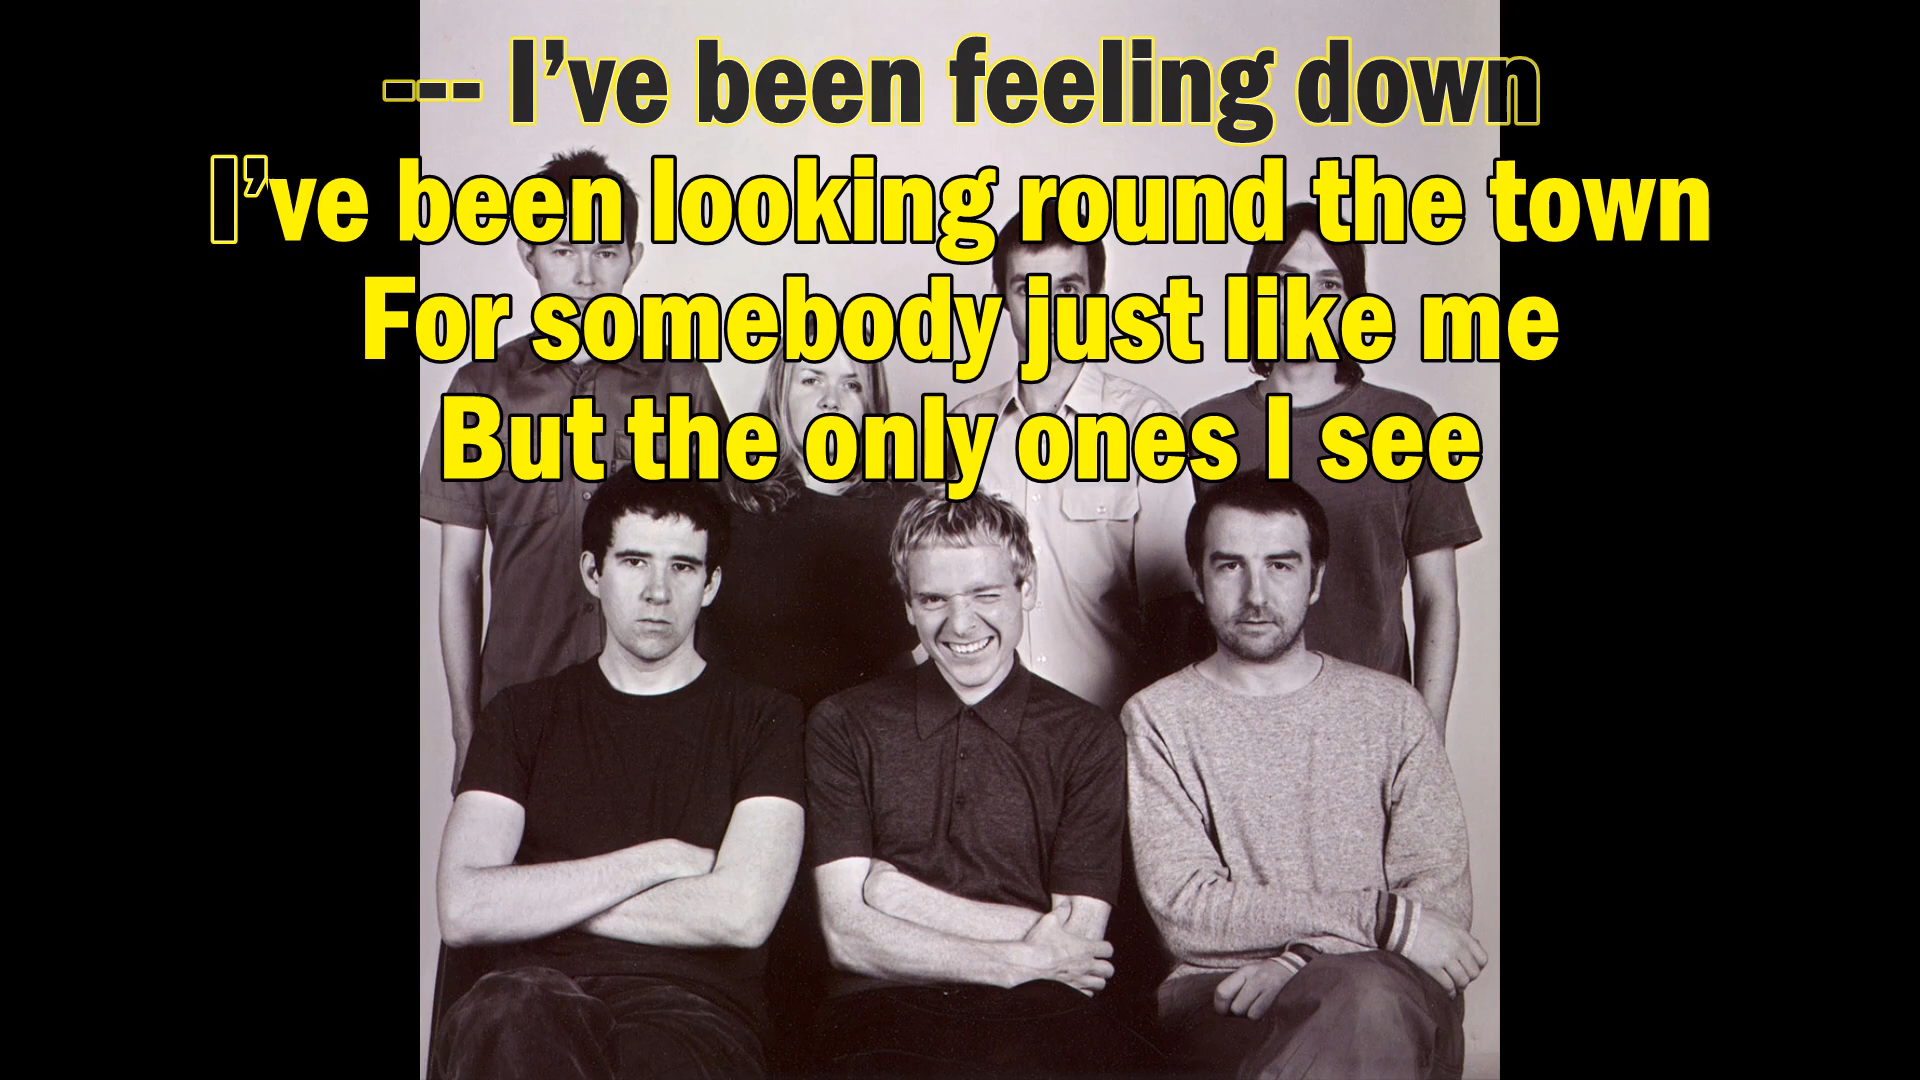 --- I’ve been feeling down
I’ve been looking round the town
For somebody just like me
But the only ones I see